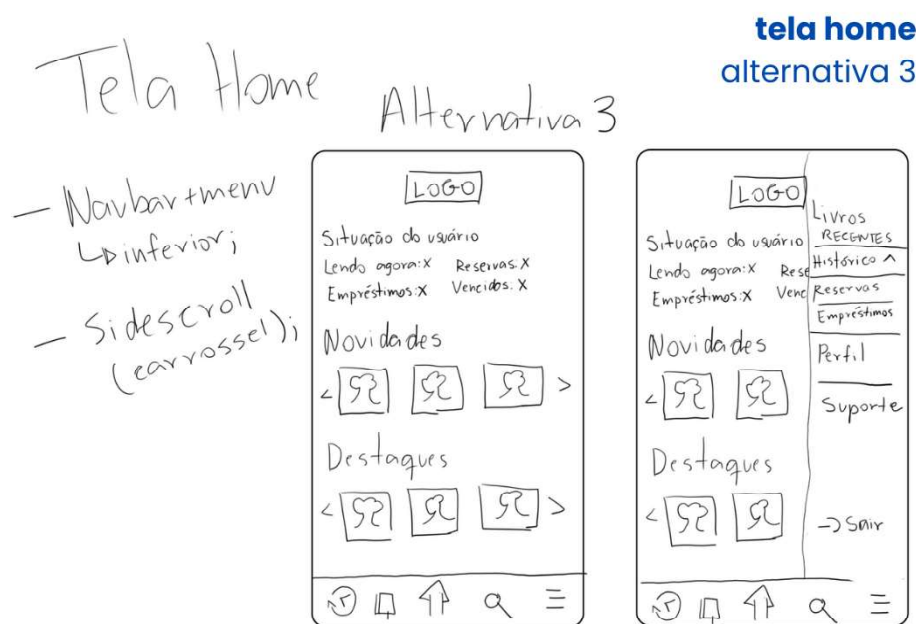 tela home
alternativa 3
Tela Home
Alternativa 3
— Navbar+menu
↳ inferior;
— Sidescroll
(carrossel);
LOGO
Situação do usuário
Lendo agora:X Reservas:X
Empréstimos:X Vencidos:X
Novidades
< >
Destaques
< >
LOGO
Situação do usuário
Lendo agora:X Rese
Empréstimos:X Venc
Novidades
<
Destaques
<
Livros
RECENTES
Histórico ^
Reservas
Empréstimos
Perfil
Suporte
-> Sair